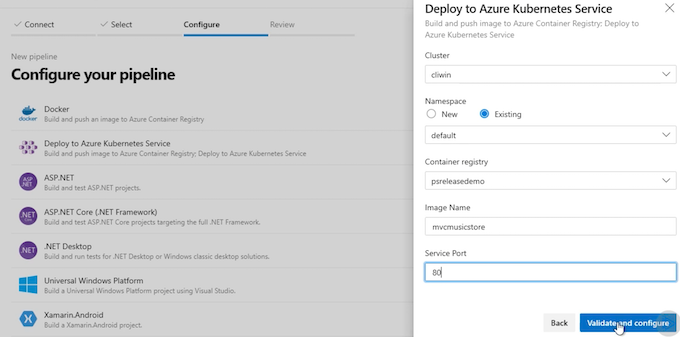 Connect
Select
Configure
Review
New pipeline
Configure your pipeline
docker
Docker
Build and push an image to Azure Container Registry
Deploy to Azure Kubernetes Service
Build and push image to Azure Container Registry; Deploy to Azure Kubernetes Service
.NET
ASP.NET
Build and test ASP.NET projects.
.NET
CORE
ASP.NET Core (.NET Framework)
Build and test ASP.NET Core projects targeting the full .NET Framework.
.NET
.NET Desktop
Build and run tests for .NET Desktop or Windows classic desktop solutions.
Universal Windows Platform
Build a Universal Windows Platform project using Visual Studio.
Xamarin.Android
Build a Xamarin.Android project.
Deploy to Azure Kubernetes Service
Build and push image to Azure Container Registry; Deploy to
Azure Kubernetes Service
Cluster
cliwin
Namespace
New
Existing
default
Container registry
psreleasedemo
Image Name
mvcmusicstore
Service Port
80
Back
Validate and configure